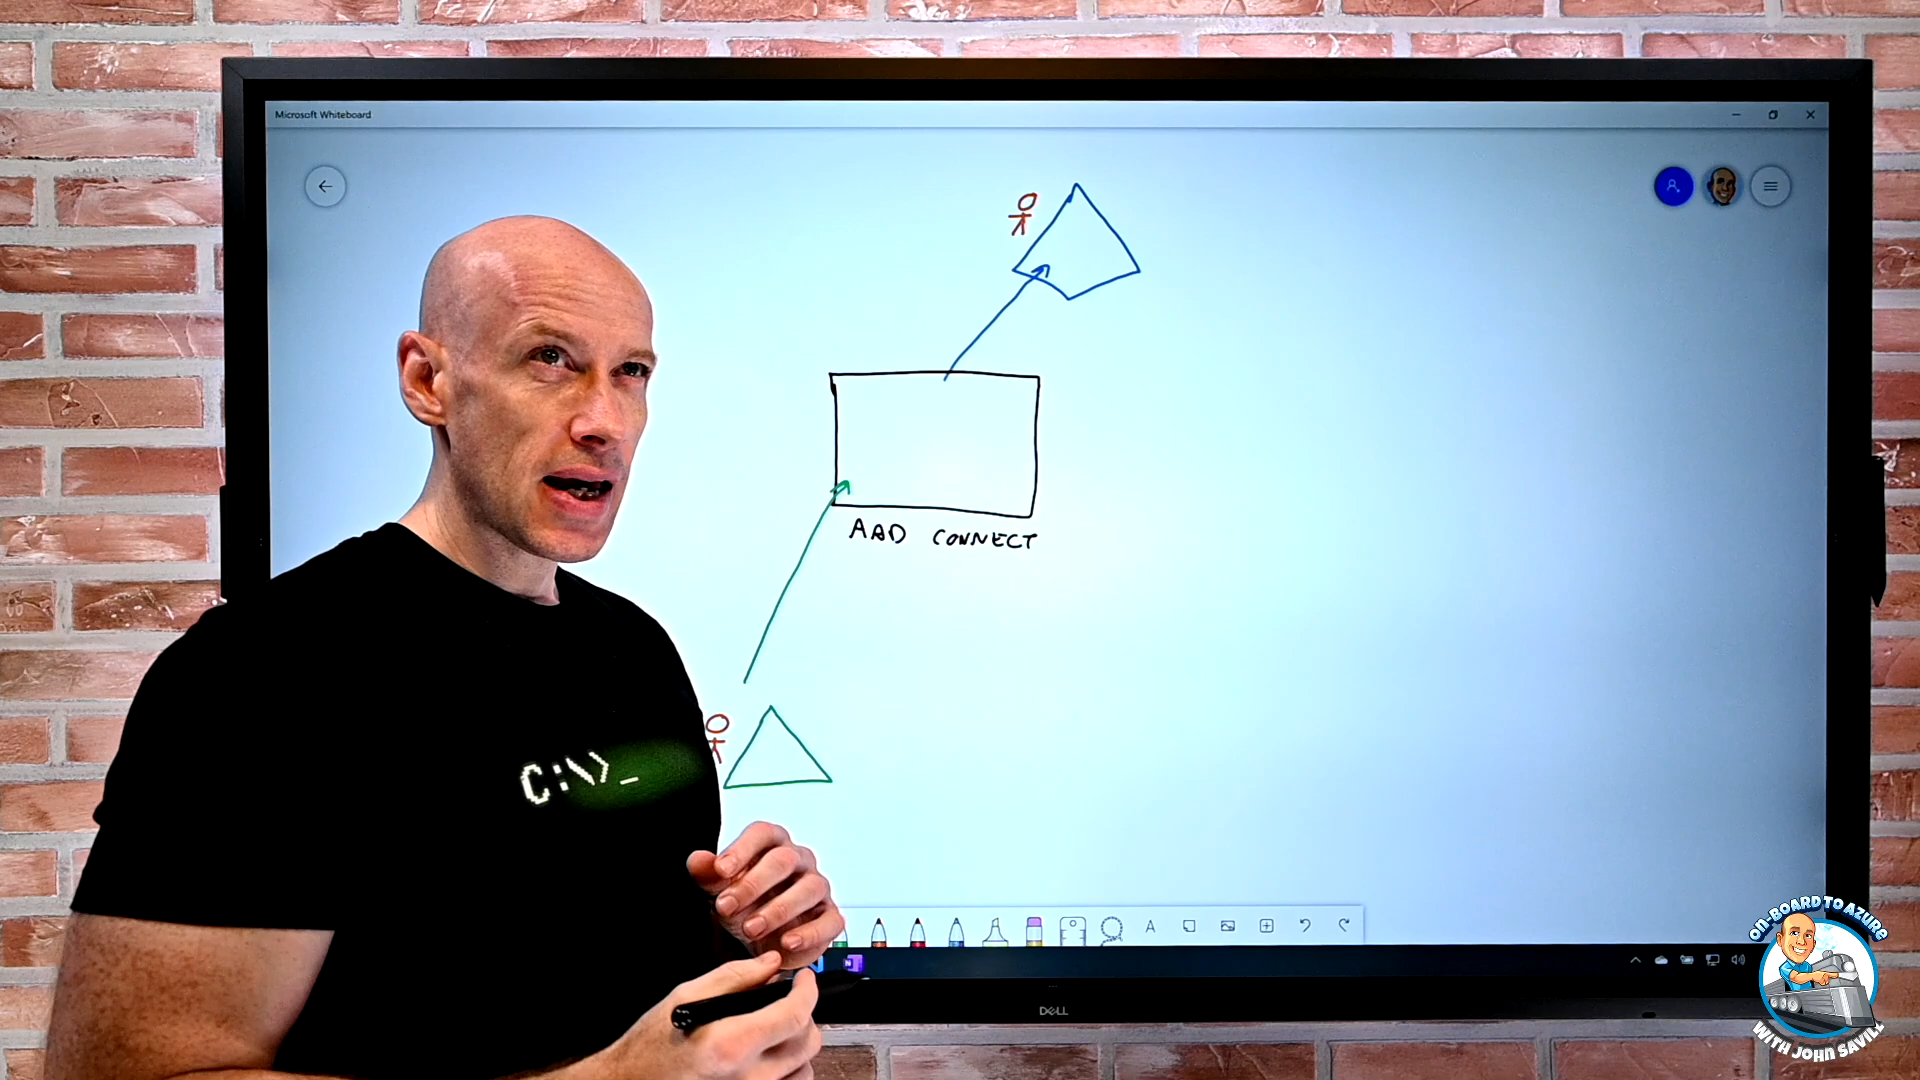 Microsoft Whiteboard
AAD CONNECT
C:\>_
A
N
DELL
ON-BOARD TO AZURE
WITH JOHN SAVILL